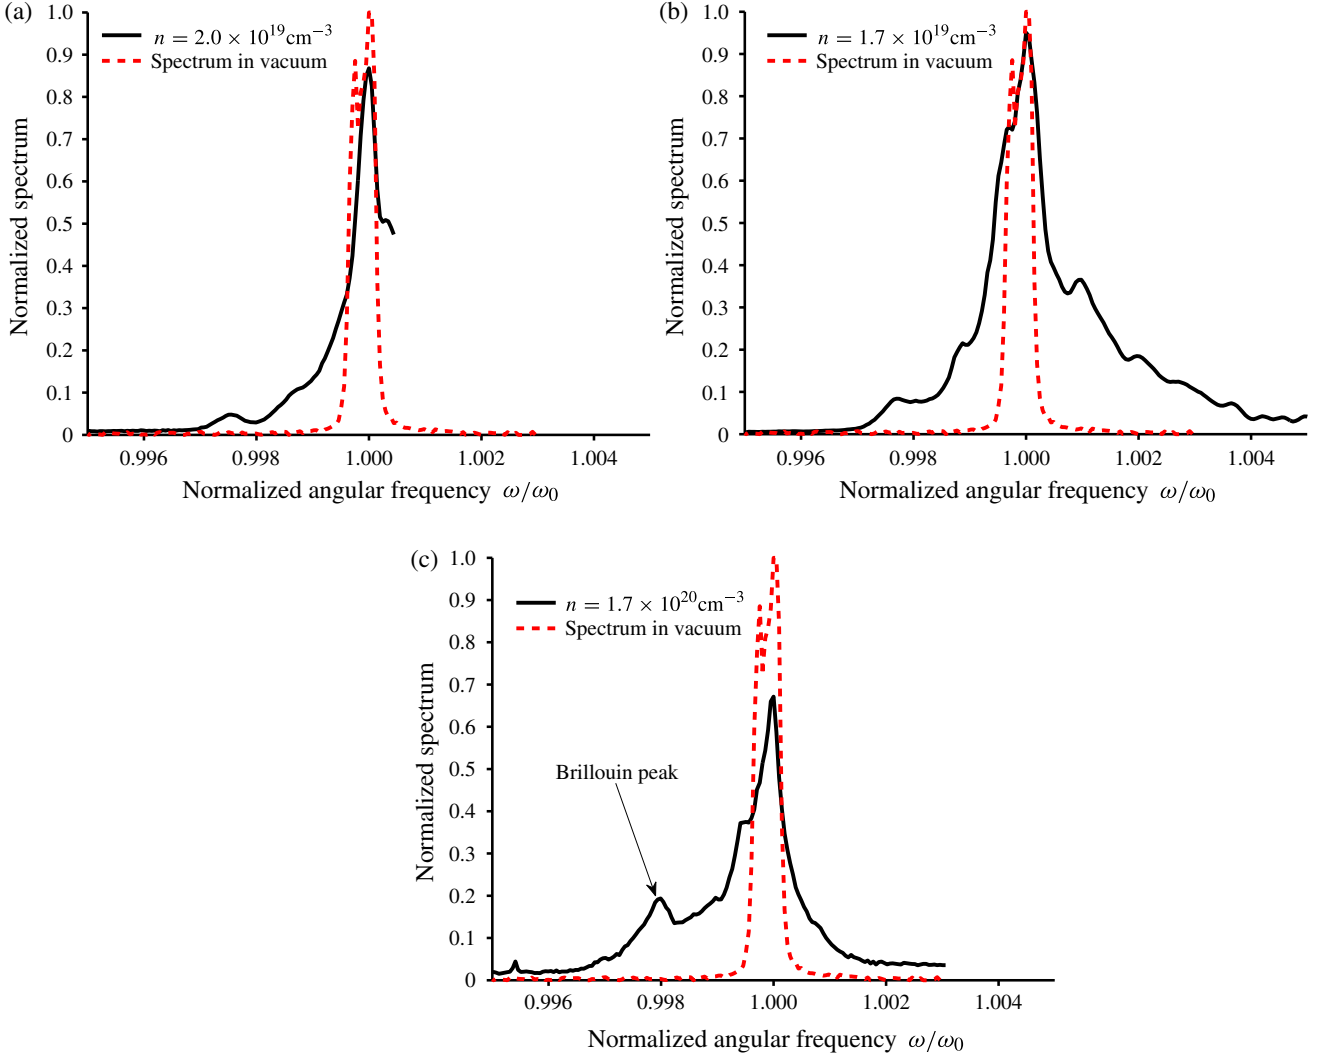 (a)
n = 2.0 × 10¹⁹cm⁻³
Spectrum in vacuum
1.0
0.9
0.8
0.7
0.6
0.5
0.4
0.3
0.2
0.1
0
Normalized spectrum
0.996 0.998 1.000 1.002 1.004
Normalized angular frequency ω/ω₀
(b)
n = 1.7 × 10¹⁹cm⁻³
Spectrum in vacuum
1.0
0.9
0.8
0.7
0.6
0.5
0.4
0.3
0.2
0.1
0
Normalized spectrum
0.996 0.998 1.000 1.002 1.004
Normalized angular frequency ω/ω₀
(c)
n = 1.7 × 10²⁰cm⁻³
Spectrum in vacuum
Brillouin peak
1.0
0.9
0.8
0.7
0.6
0.5
0.4
0.3
0.2
0.1
0
Normalized spectrum
0.996 0.998 1.000 1.002 1.004
Normalized angular frequency ω/ω₀